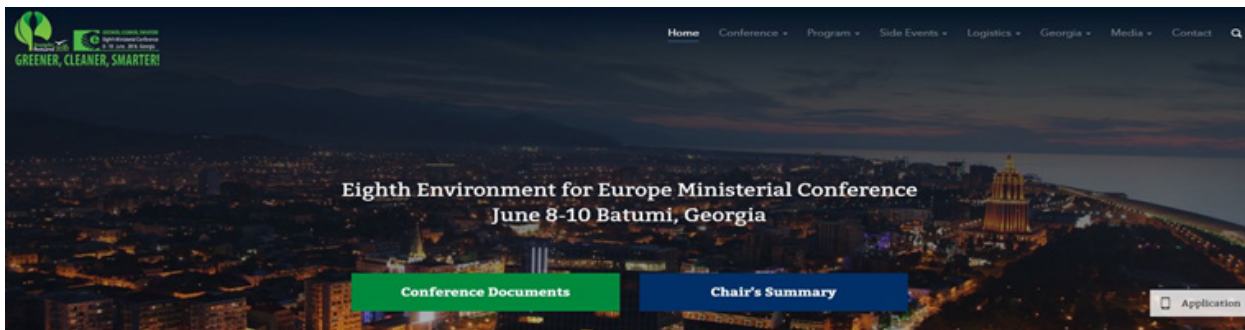 Home Conference Program Side Events Logistics Georgia Media Contact
GREENER, CLEANER, SMARTER!
Eighth Environment for Europe Ministerial Conference
June 8-10 Batumi, Georgia
Conference Documents Chair's Summary
Application